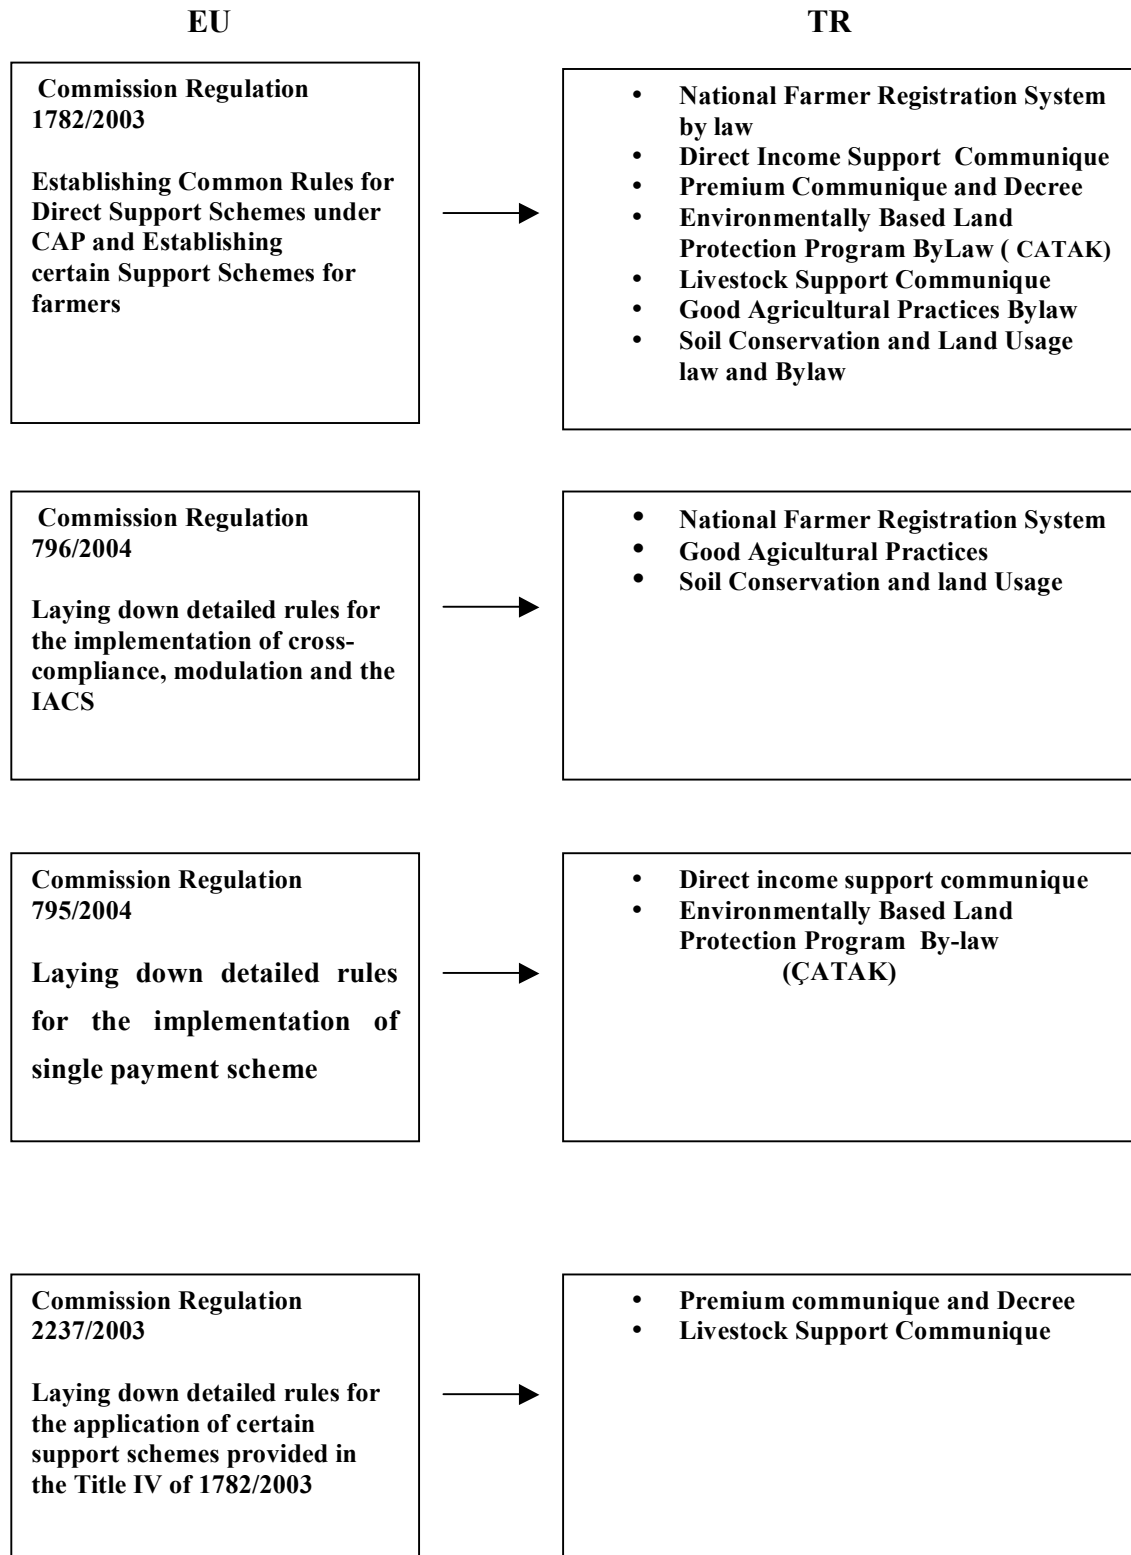 EU
TR
Commission Regulation
1782/2003
Establishing Common Rules for
Direct Support Schemes under
CAP and Establishing
certain Support Schemes for
farmers
• National Farmer Registration System
by law
• Direct Income Support Communique
• Premium Communique and Decree
• Environmentally Based Land
Protection Program ByLaw ( CATAK)
• Livestock Support Communique
• Good Agricultural Practices Bylaw
• Soil Conservation and Land Usage
law and Bylaw
Commission Regulation
796/2004
Laying down detailed rules for
the implementation of cross-
compliance, modulation and the
IACS
• National Farmer Registration System
• Good Agicultural Practices
• Soil Conservation and land Usage
Commission Regulation
795/2004
Laying down detailed rules
for the implementation of
single payment scheme
• Direct income support communique
• Environmentally Based Land
Protection Program By-law
(ÇATAK)
Commission Regulation
2237/2003
Laying down detailed rules for
the application of certain
support schemes provided in
the Title IV of 1782/2003
• Premium communique and Decree
• Livestock Support Communique